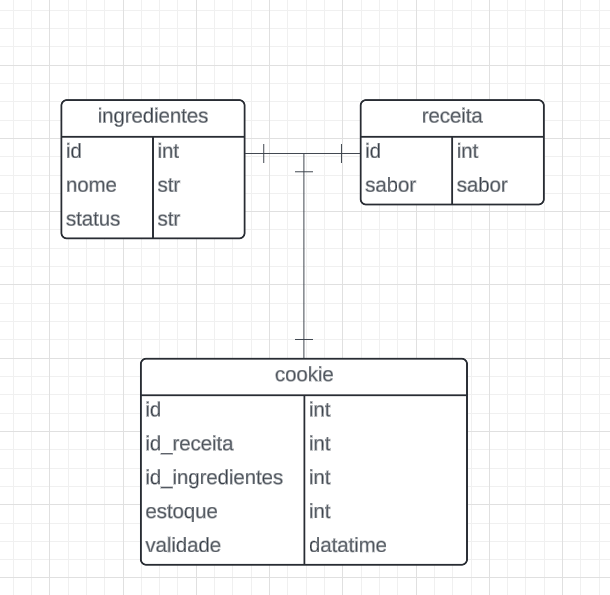 ingredientes
id int
nome str
status str
receita
id int
sabor sabor
cookie
id int
id_receita int
id_ingredientes int
estoque int
validade datatime